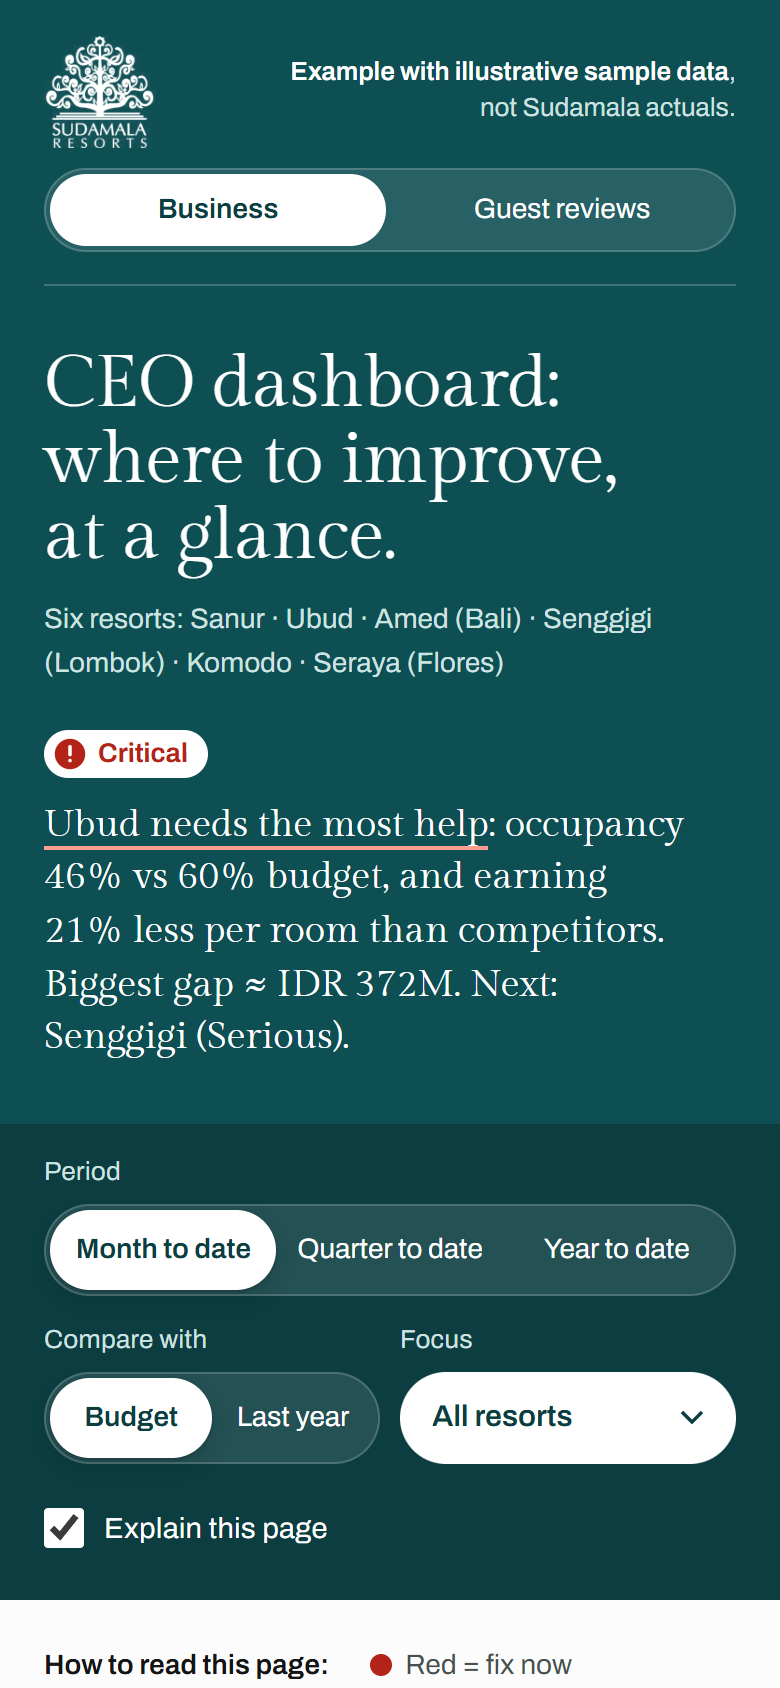 SUDAMALA
RESORTS
Example with illustrative sample data,
not Sudamala actuals.
Business
Guest reviews
CEO dashboard:
where to improve,
at a glance.
Six resorts: Sanur · Ubud · Amed (Bali) · Senggigi
(Lombok) · Komodo · Seraya (Flores)
Critical
Ubud needs the most help: occupancy
46% vs 60% budget, and earning
21% less per room than competitors.
Biggest gap ≈ IDR 372M. Next:
Senggigi (Serious).
Period
Month to date
Quarter to date
Year to date
Compare with
Focus
Budget
Last year
All resorts
Explain this page
How to read this page:
Red = fix now